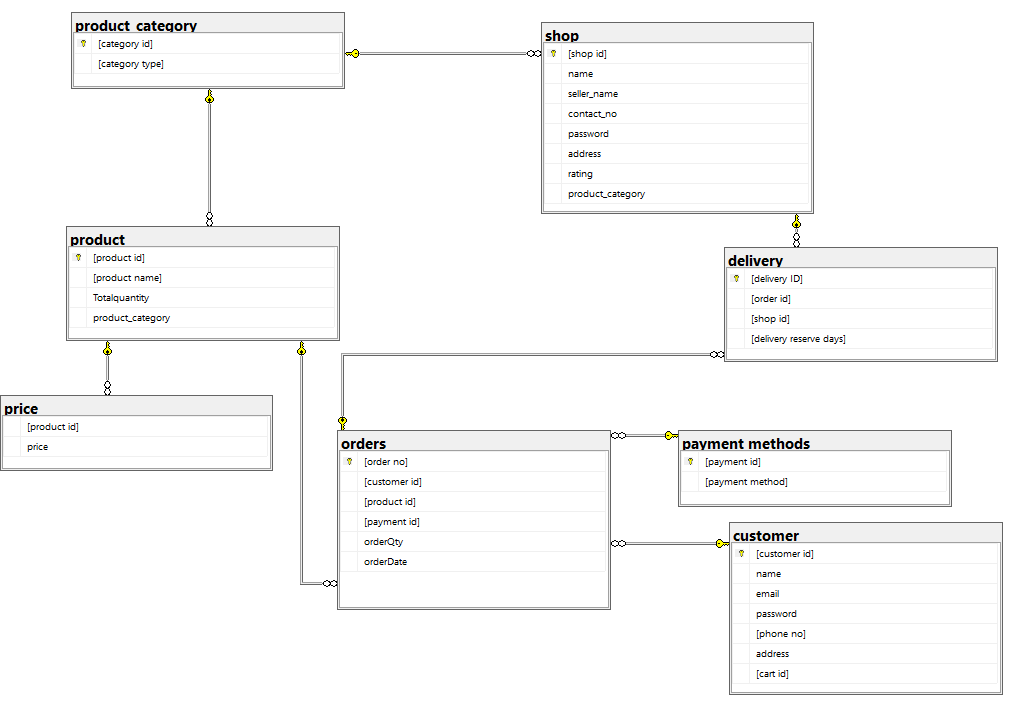 product_category
[category id]
[category type]
shop
[shop id]
name
seller_name
contact_no
password
address
rating
product_category
product
[product id]
[product name]
Totalquantity
product_category
delivery
[delivery ID]
[order id]
[shop id]
[delivery reserve days]
price
[product id]
price
orders
[order no]
[customer id]
[product id]
[payment id]
orderQty
orderDate
payment methods
[payment id]
[payment method]
customer
[customer id]
name
email
password
[phone no]
address
[cart id]